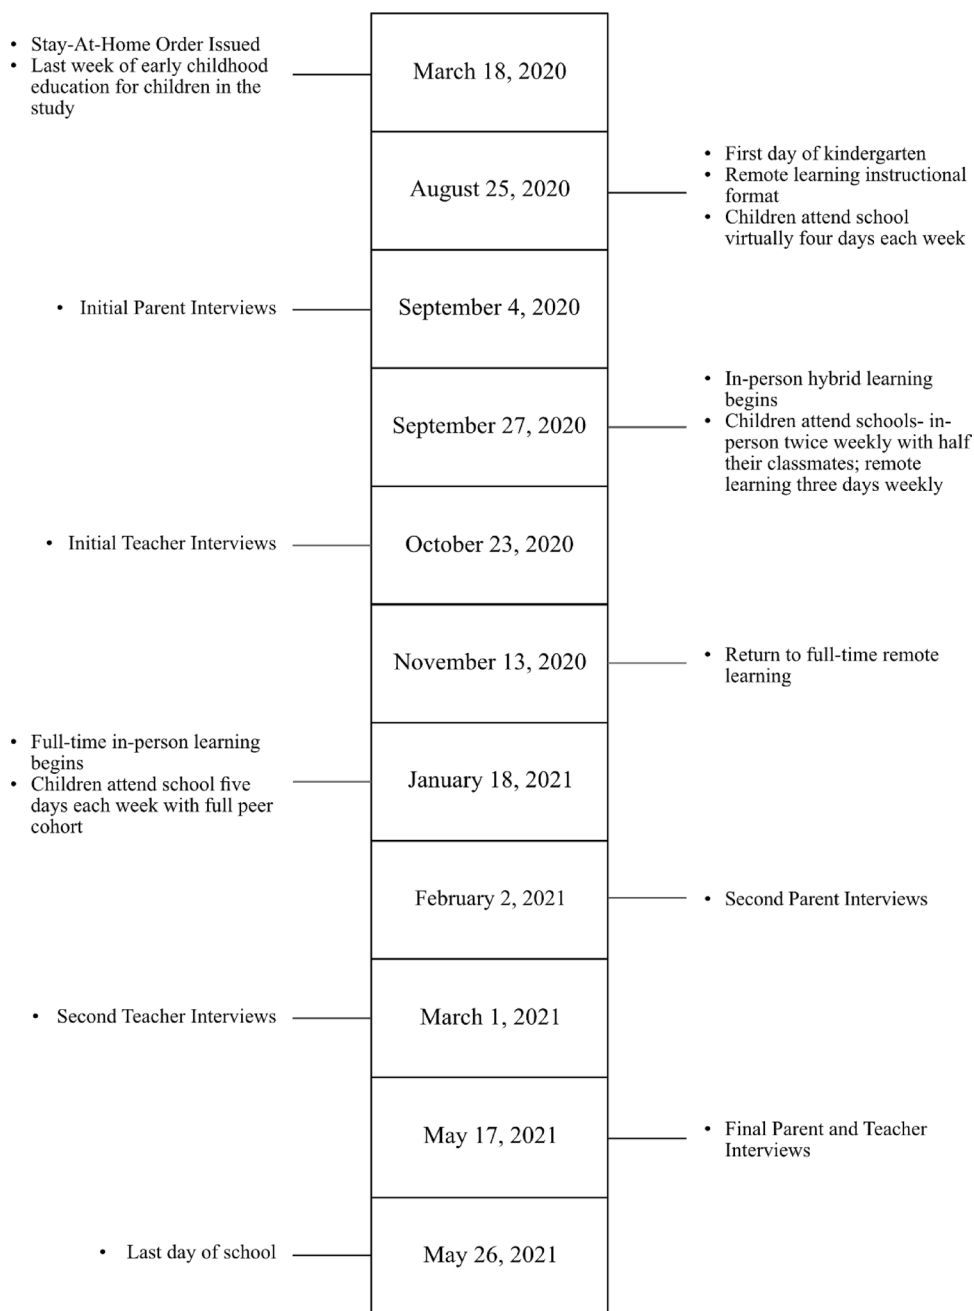 • Stay-At-Home Order Issued
• Last week of early childhood
education for children in the
study
March 18, 2020
August 25, 2020
• First day of kindergarten
• Remote learning instructional
format
• Children attend school
virtually four days each week
• Initial Parent Interviews
September 4, 2020
September 27, 2020
• In-person hybrid learning
begins
• Children attend schools- in-
person twice weekly with half
their classmates; remote
learning three days weekly
• Initial Teacher Interviews
October 23, 2020
November 13, 2020
• Return to full-time remote
learning
• Full-time in-person learning
begins
• Children attend school five
days each week with full peer
cohort
January 18, 2021
February 2, 2021
• Second Parent Interviews
• Second Teacher Interviews
March 1, 2021
May 17, 2021
• Final Parent and Teacher
Interviews
• Last day of school
May 26, 2021